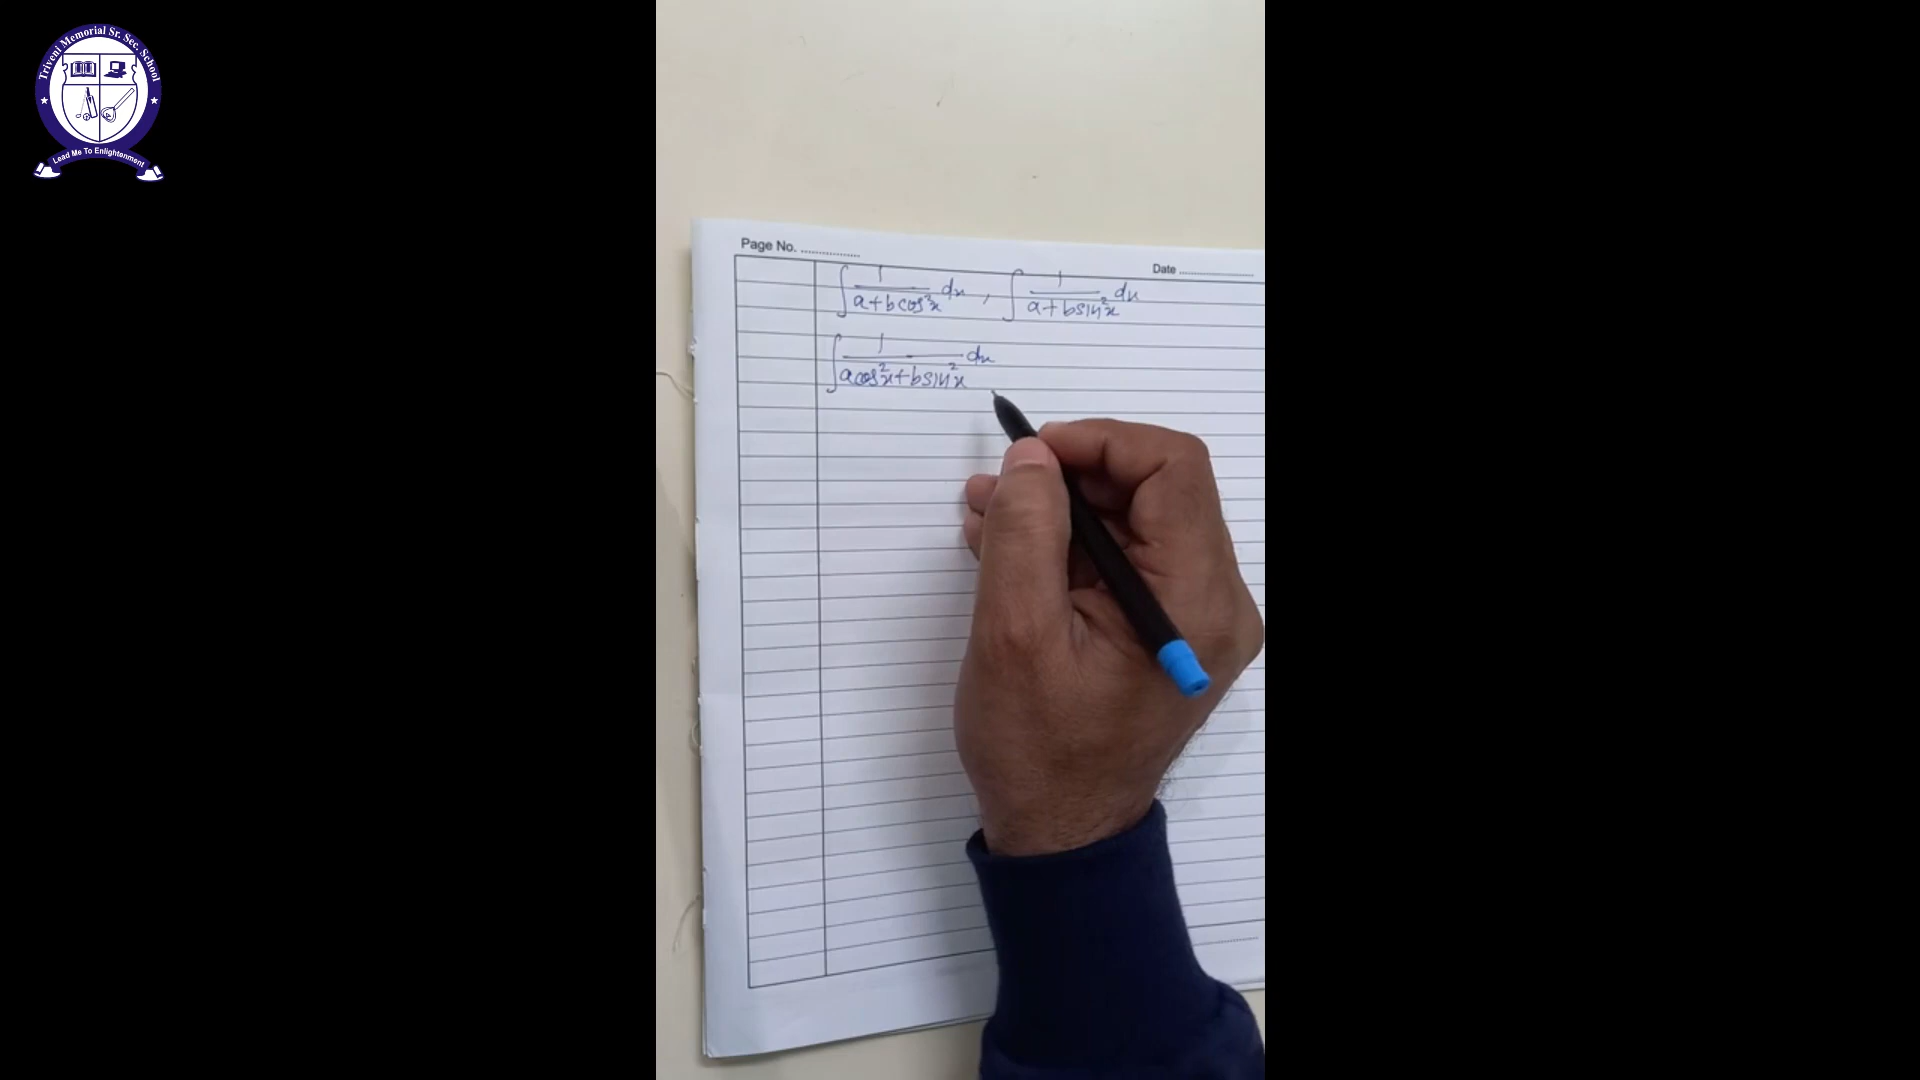 Triveni Memorial Sr. Sec. School
Lead Me To Enlightenment
Page No. ...............
Date ....................
∫ 1/(a+bcos²x) dx , ∫ 1/(a+bsin²x) dx
∫ 1/(acos²x+bsin²x) dx